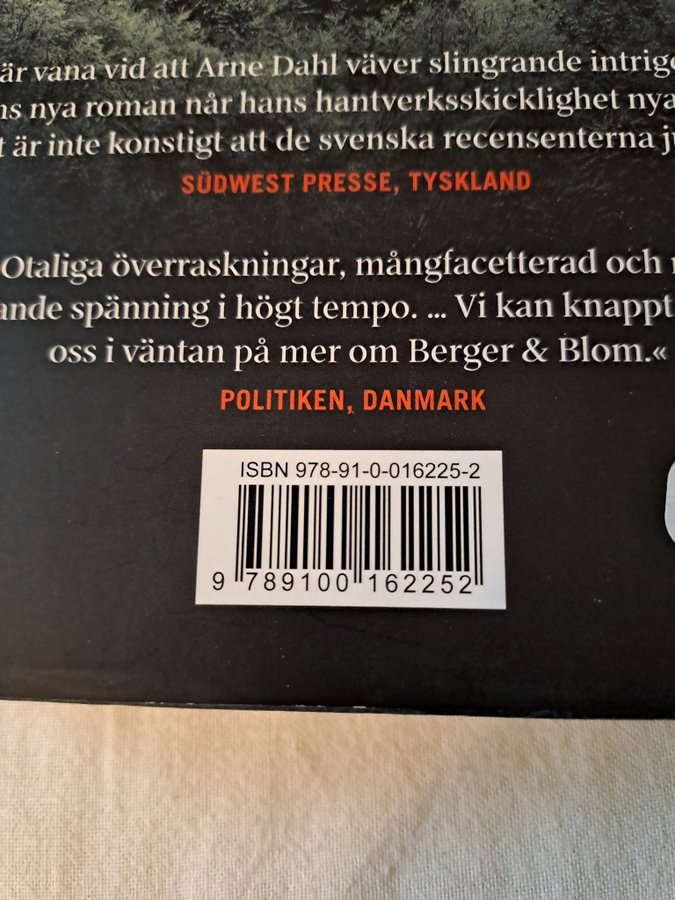 är vana vid att Arne Dahl väver slingrande intrige
ns nya roman når hans hantverksskicklighet nya
t är inte konstigt att de svenska recensenterna ju
SÜDWEST PRESSE, TYSKLAND
Otaliga överraskningar, mångfacetterad och
ande spänning i högt tempo. ... Vi kan knappt
oss i väntan på mer om Berger & Blom.«
POLITIKEN, DANMARK
ISBN 978-91-0-016225-2
9 789100 162252